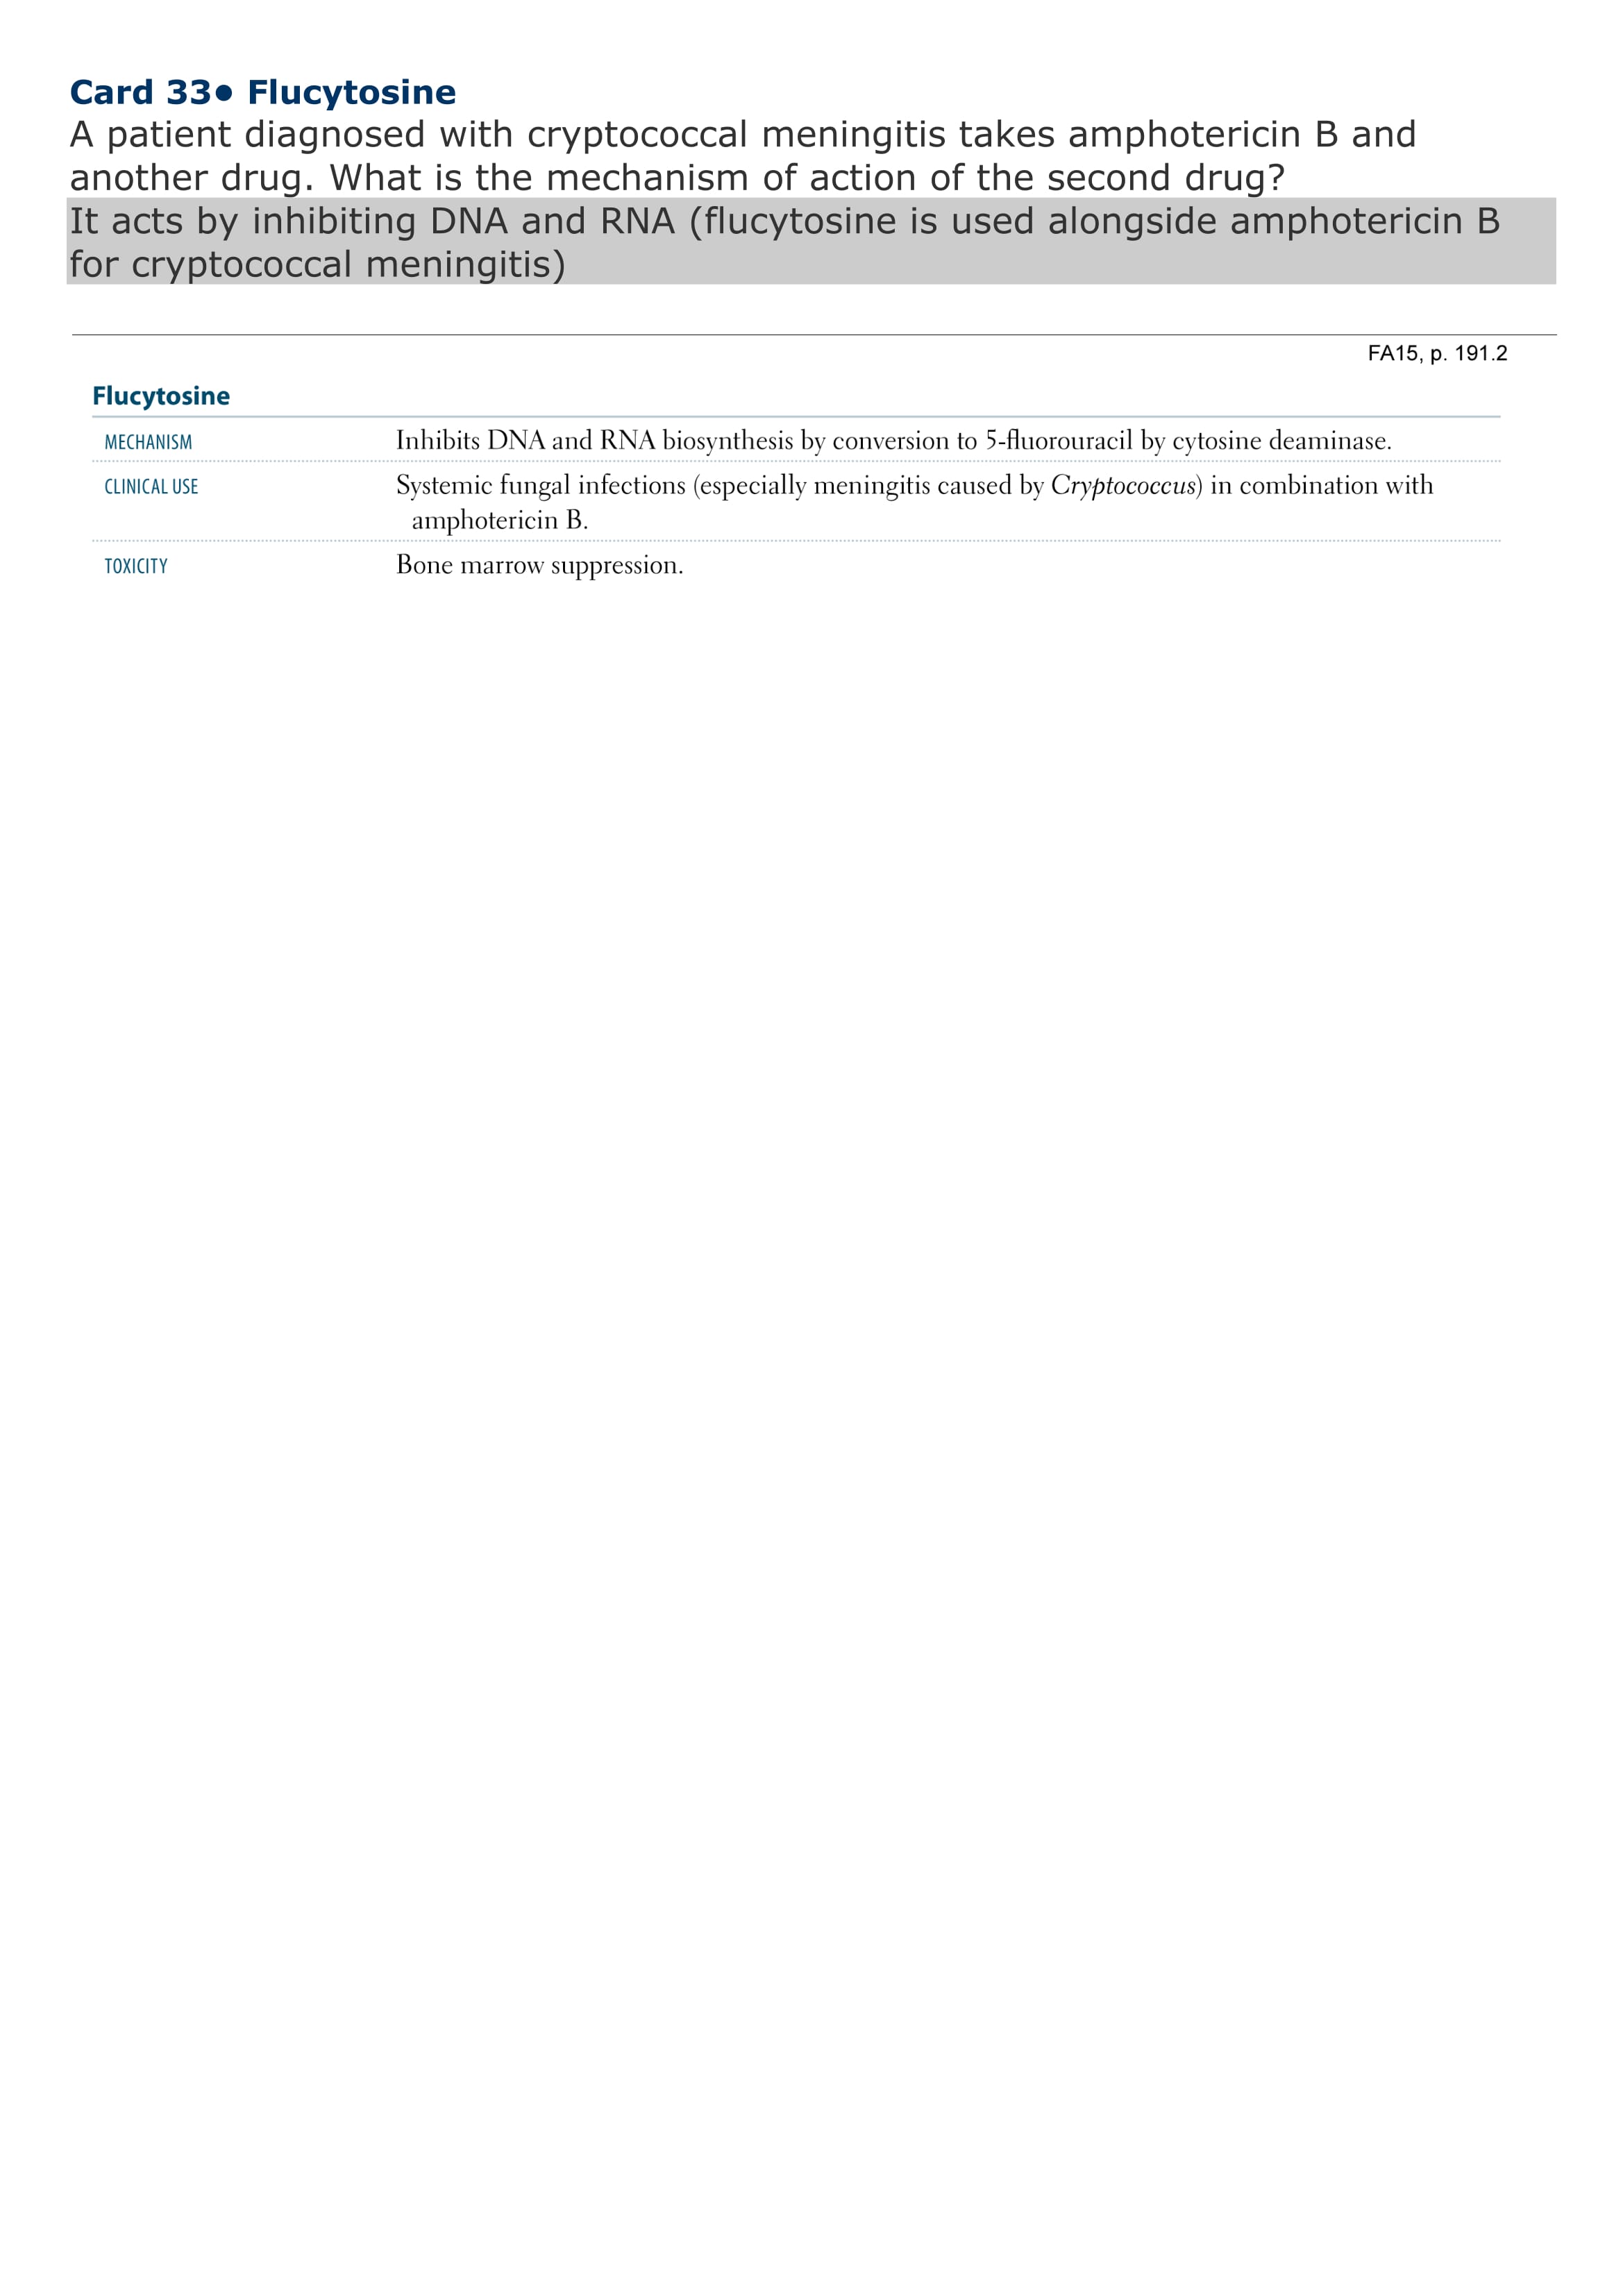 Card 33• Flucytosine
A patient diagnosed with cryptococcal meningitis takes amphotericin B and
another drug. What is the mechanism of action of the second drug?
It acts by inhibiting DNA and RNA (flucytosine is used alongside amphotericin B
for cryptococcal meningitis)
FA15, p. 191.2
Flucytosine
MECHANISM Inhibits DNA and RNA biosynthesis by conversion to 5-fluorouracil by cytosine deaminase.
CLINICAL USE Systemic fungal infections (especially meningitis caused by Cryptococcus) in combination with
amphotericin B.
TOXICITY Bone marrow suppression.